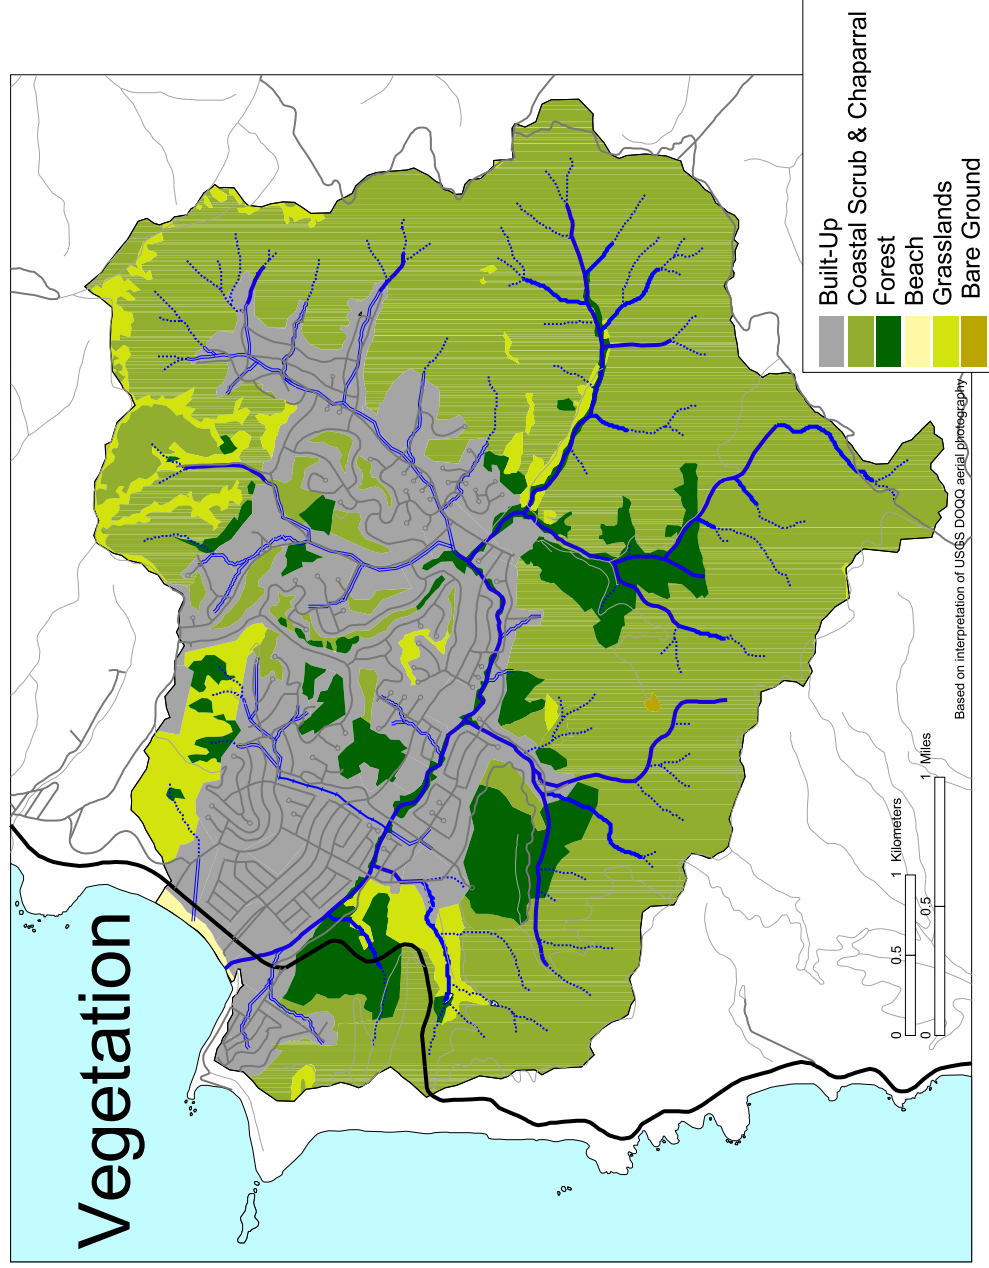 Vegetation
Built-Up
Coastal Scrub & Chaparral
Forest
Beach
Grasslands
Bare Ground
0 0.5 1 Kilometers
0 0.5 1 Miles
Based on interpretation of USGS DOQQ aerial photography